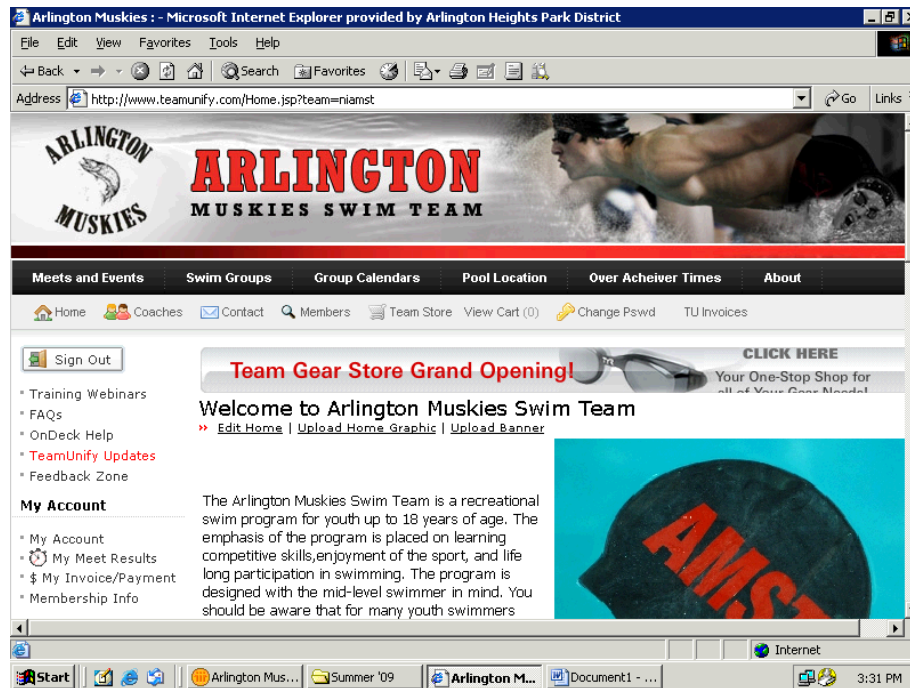 Arlington Muskies : - Microsoft Internet Explorer provided by Arlington Heights Park District
File Edit View Favorites Tools Help
Back Search Favorites
Address http://www.teamunify.com/Home.jsp?team=niamst Go Links
ARLINGTON
MUSKIES
ARLINGTON
MUSKIES SWIM TEAM
Meets and Events Swim Groups Group Calendars Pool Location Over Acheiver Times About
Home Coaches Contact Members Team Store View Cart (0) Change Pswd TU Invoices
Sign Out
Training Webinars
FAQs
OnDeck Help
TeamUnify Updates
Feedback Zone
My Account
My Account
My Meet Results
$ My Invoice/Payment
Membership Info
Team Gear Store Grand Opening!
CLICK HERE
Your One-Stop Shop for
all of Your Gear Needs!
Welcome to Arlington Muskies Swim Team
» Edit Home | Upload Home Graphic | Upload Banner
The Arlington Muskies Swim Team is a recreational
swim program for youth up to 18 years of age. The
emphasis of the program is placed on learning
competitive skills,enjoyment of the sport, and life
long participation in swimming. The program is
designed with the mid-level swimmer in mind. You
should be aware that for many youth swimmers
AMST
Internet
Start Arlington Mus... Summer '09 Arlington M... Document1 - ... 3:31 PM